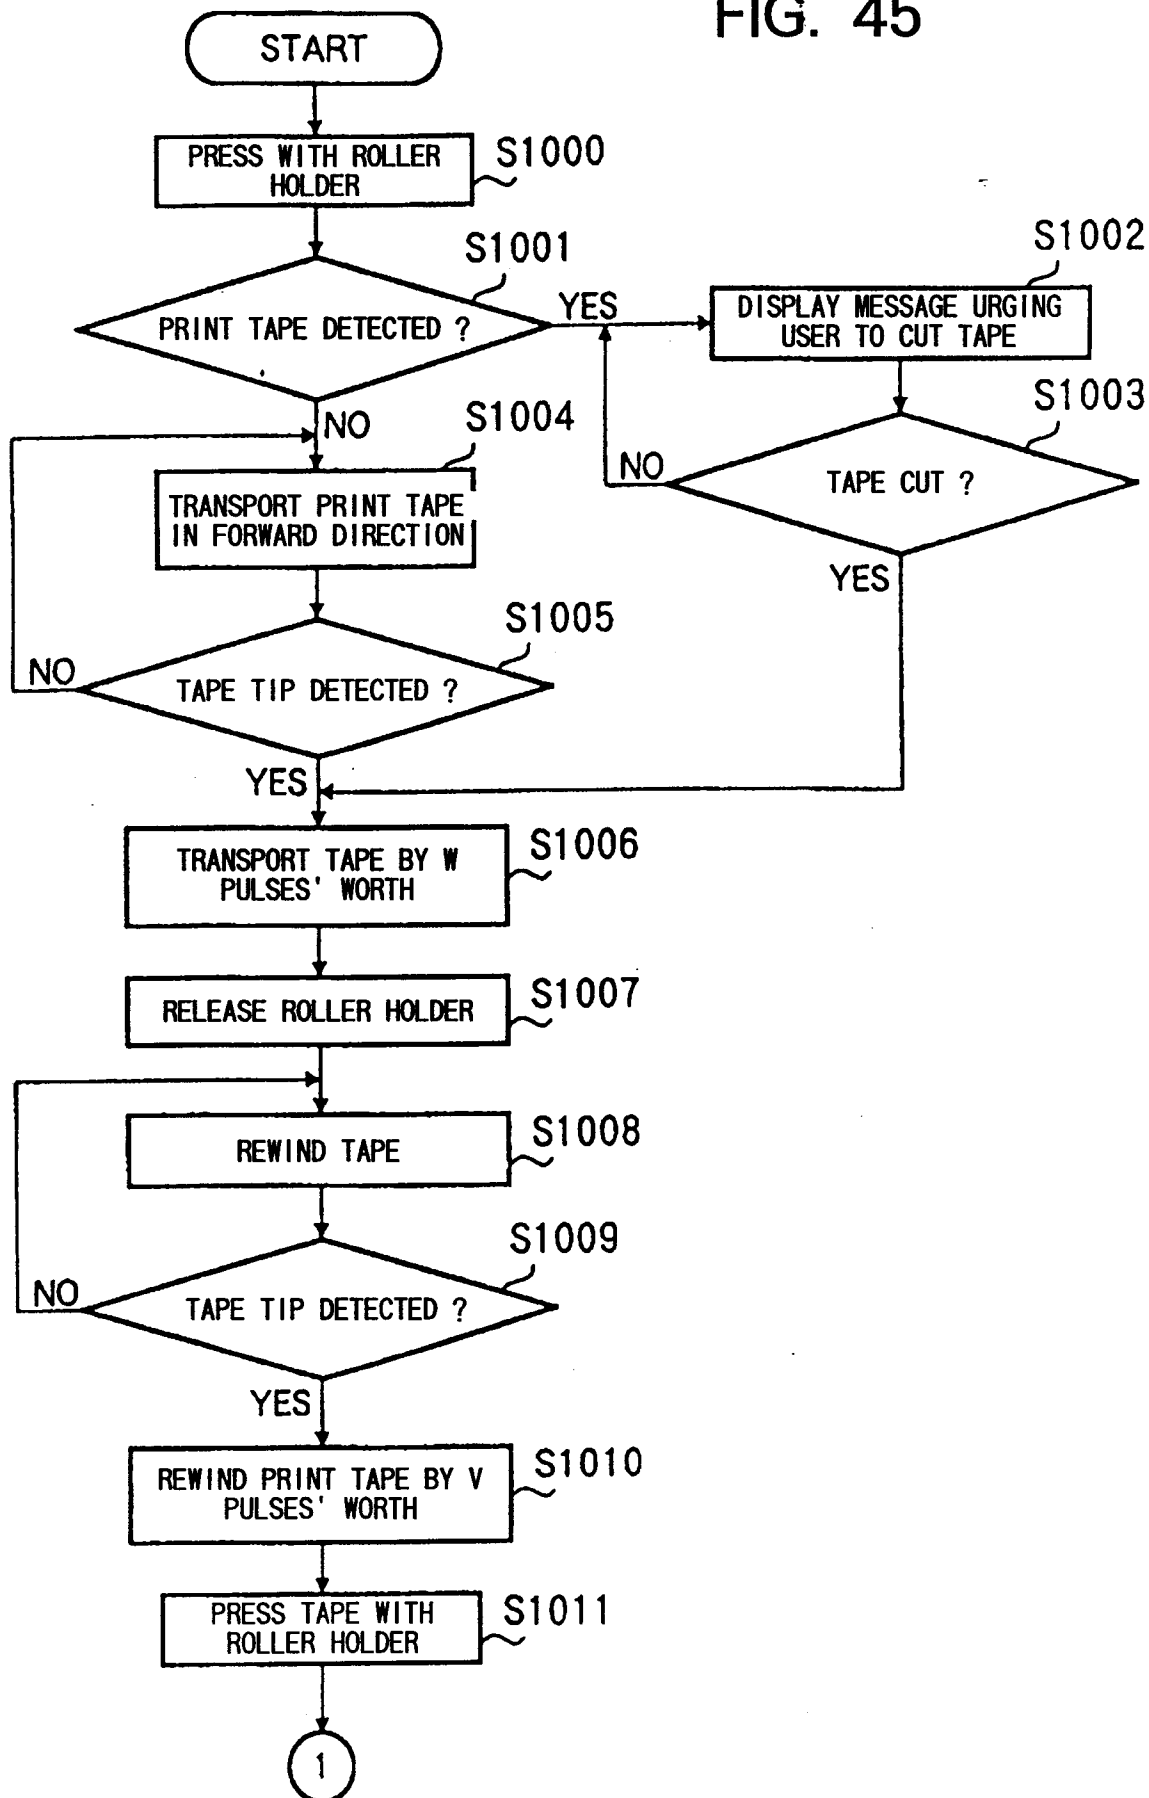 FIG. 45
START
PRESS WITH ROLLER
HOLDER
S1000
S1001
PRINT TAPE DETECTED ?
YES
S1002
DISPLAY MESSAGE URGING
USER TO CUT TAPE
S1003
TAPE CUT ?
NO
YES
NO
S1004
TRANSPORT PRINT TAPE
IN FORWARD DIRECTION
S1005
TAPE TIP DETECTED ?
NO
YES
S1006
TRANSPORT TAPE BY W
PULSES' WORTH
S1007
RELEASE ROLLER HOLDER
S1008
REWIND TAPE
S1009
TAPE TIP DETECTED ?
NO
YES
S1010
REWIND PRINT TAPE BY V
PULSES' WORTH
S1011
PRESS TAPE WITH
ROLLER HOLDER
1